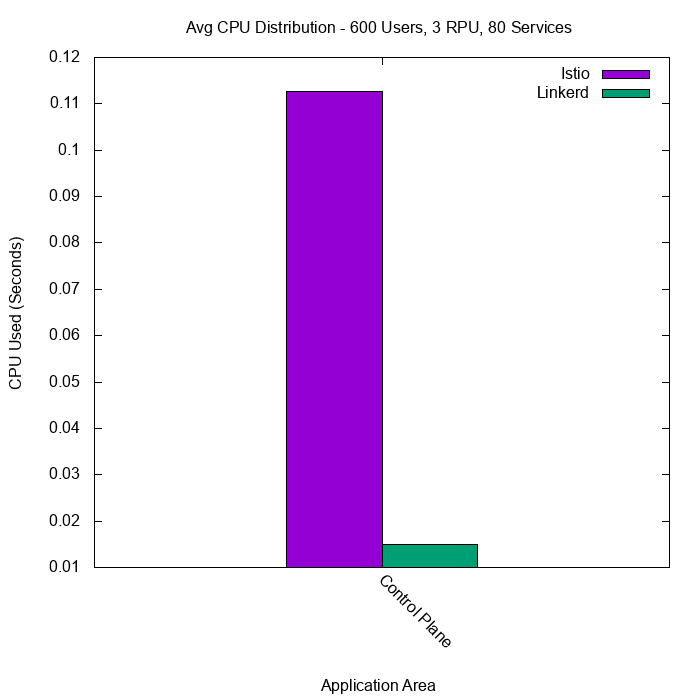 Avg CPU Distribution - 600 Users, 3 RPU, 80 Services
0.12
0.11
0.1
0.09
0.08
0.07
0.06
0.05
0.04
0.03
0.02
0.01
CPU Used (Seconds)
Istio
Linkerd
Control Plane
Application Area